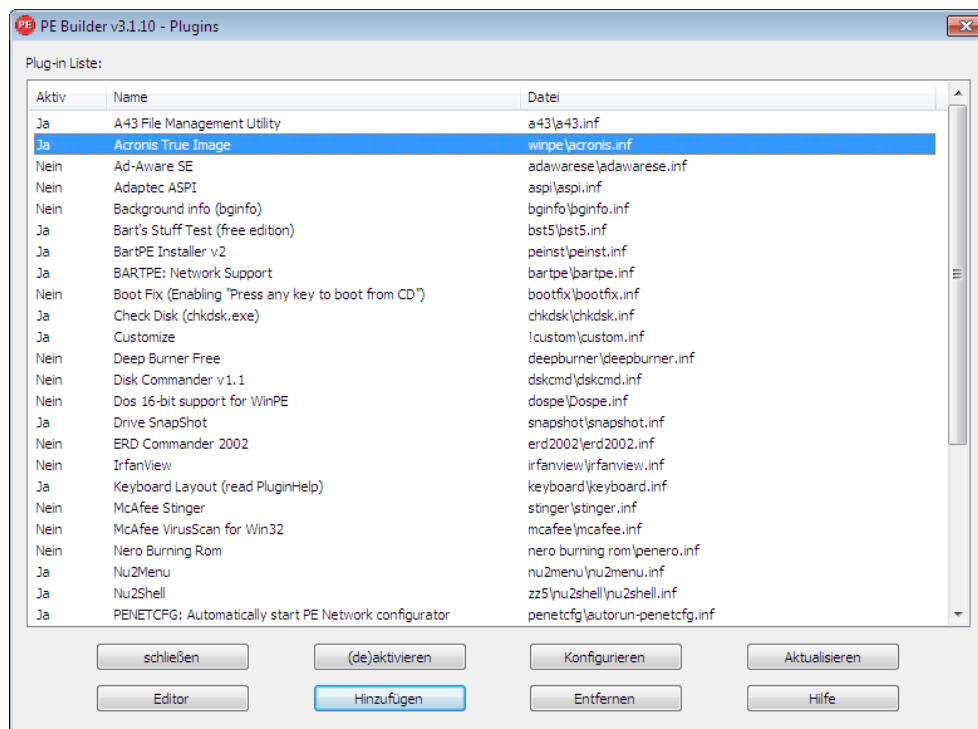 PE PE Builder v3.1.10 - Plugins
Plug-in Liste:
Aktiv Name Datei
Ja A43 File Management Utility a43\a43.inf
Ja Acronis True Image winpe\acronis.inf
Nein Ad-Aware SE adawarese\adawarese.inf
Nein Adaptec ASPI aspi\aspi.inf
Nein Background info (bginfo) bginfo\bginfo.inf
Ja Bart's Stuff Test (free edition) bst5\bst5.inf
Ja BartPE Installer v2 peinst\peinst.inf
Ja BARTPE: Network Support bartpe\bartpe.inf
Nein Boot Fix (Enabling "Press any key to boot from CD") bootfix\bootfix.inf
Ja Check Disk (chkdsk.exe) chkdsk\chkdsk.inf
Ja Customize !custom\custom.inf
Nein Deep Burner Free deepburner\deepburner.inf
Nein Disk Commander v1.1 dskcmd\dskcmd.inf
Nein Dos 16-bit support for WinPE dospe\Dospe.inf
Ja Drive SnapShot snapshot\snapshot.inf
Nein ERD Commander 2002 erd2002\erd2002.inf
Nein IrfanView irfanview\irfanview.inf
Ja Keyboard Layout (read PluginHelp) keyboard\keyboard.inf
Nein McAfee Stinger stinger\stinger.inf
Nein McAfee VirusScan for Win32 mcafee\mcafee.inf
Nein Nero Burning Rom nero burning rom\penero.inf
Ja Nu2Menu nu2menu\nu2menu.inf
Ja Nu2Shell zz5\nu2shell\nu2shell.inf
Ja PENETCFG: Automatically start PE Network configurator penetcfg\autorun-penetcfg.inf
schließen (de)aktivieren Konfigurieren Aktualisieren
Editor Hinzufügen Entfernen Hilfe